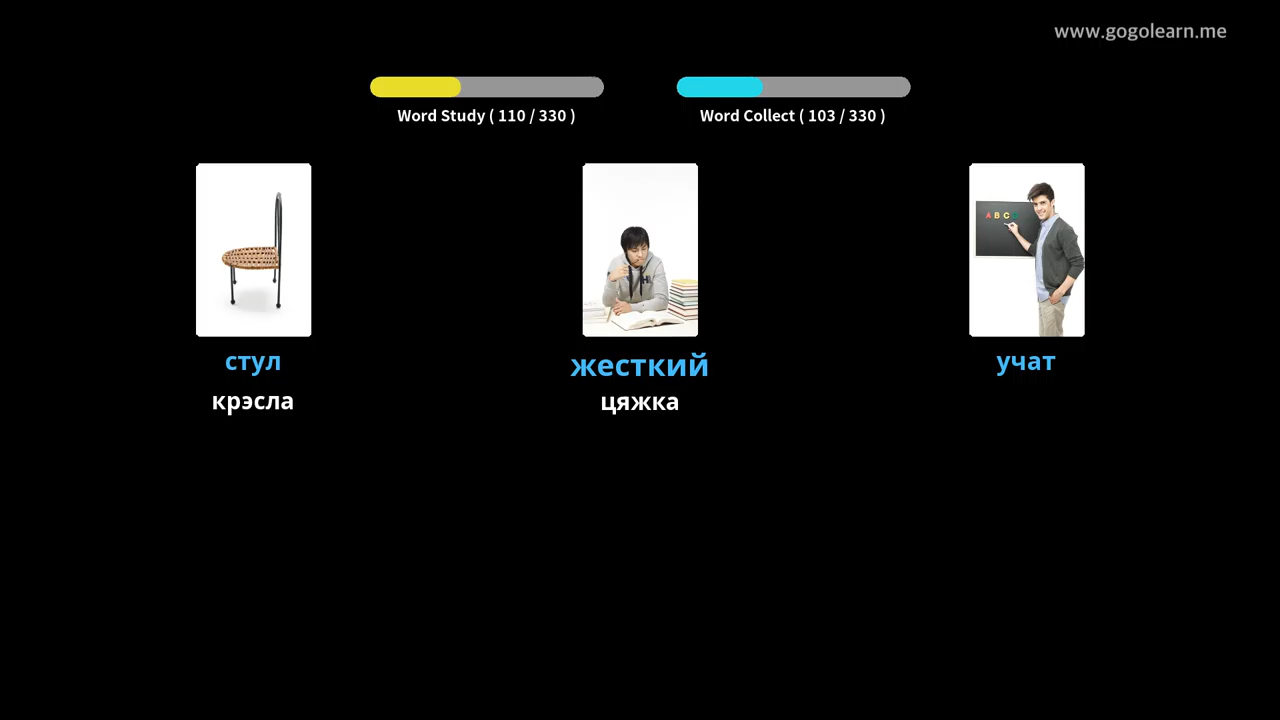 www.gogolearn.me
Word Study ( 110 / 330 )
Word Collect ( 103 / 330 )
A B C
стул
жесткий
учат
крэсла
цяжка